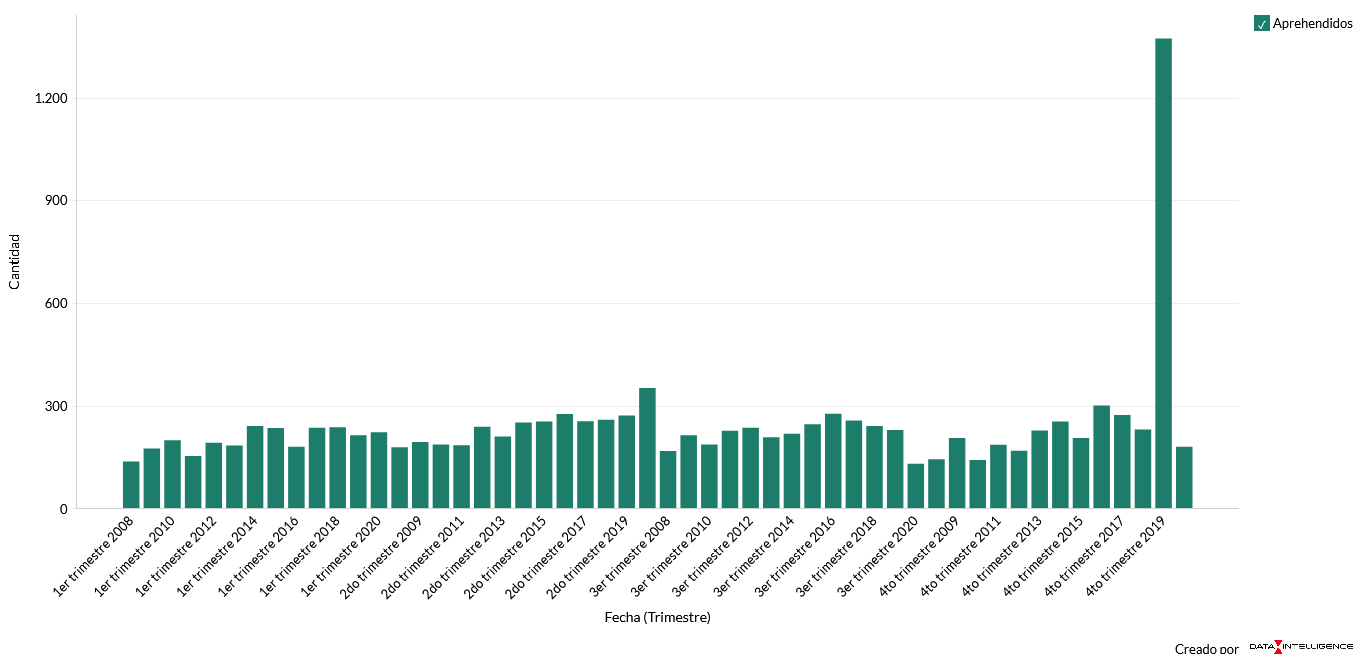 Aprehendidos
1.200
900
600
300
0
Cantidad
1er trimestre 2008
1er trimestre 2010
1er trimestre 2012
1er trimestre 2014
1er trimestre 2016
1er trimestre 2018
1er trimestre 2020
2do trimestre 2009
2do trimestre 2011
2do trimestre 2013
2do trimestre 2015
2do trimestre 2017
2do trimestre 2019
3er trimestre 2008
3er trimestre 2010
3er trimestre 2012
3er trimestre 2014
3er trimestre 2016
3er trimestre 2018
3er trimestre 2020
4to trimestre 2009
4to trimestre 2011
4to trimestre 2013
4to trimestre 2015
4to trimestre 2017
4to trimestre 2019
Fecha (Trimestre)
Creado por DATA INTELLIGENCE